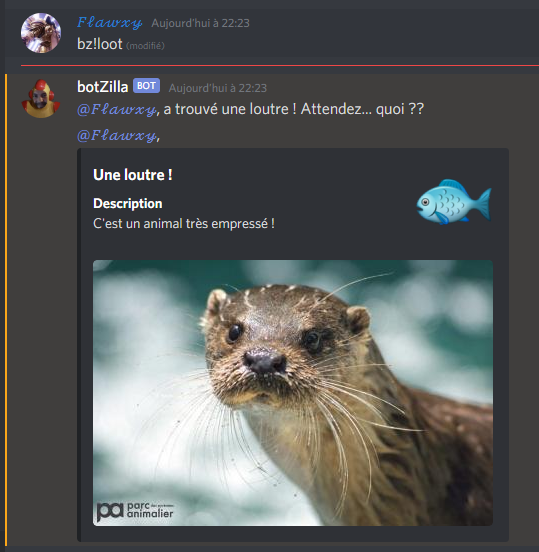 𝓕𝓵𝓪𝔀𝔁𝔂 Aujourd'hui à 22:23
bz!loot (modifié)
botZilla BOT Aujourd'hui à 22:23
@𝓕𝓵𝓪𝔀𝔁𝔂, a trouvé une loutre ! Attendez... quoi ??
@𝓕𝓵𝓪𝔀𝔁𝔂,
Une loutre !
Description
C'est un animal très empressé !
pa parc
animalier